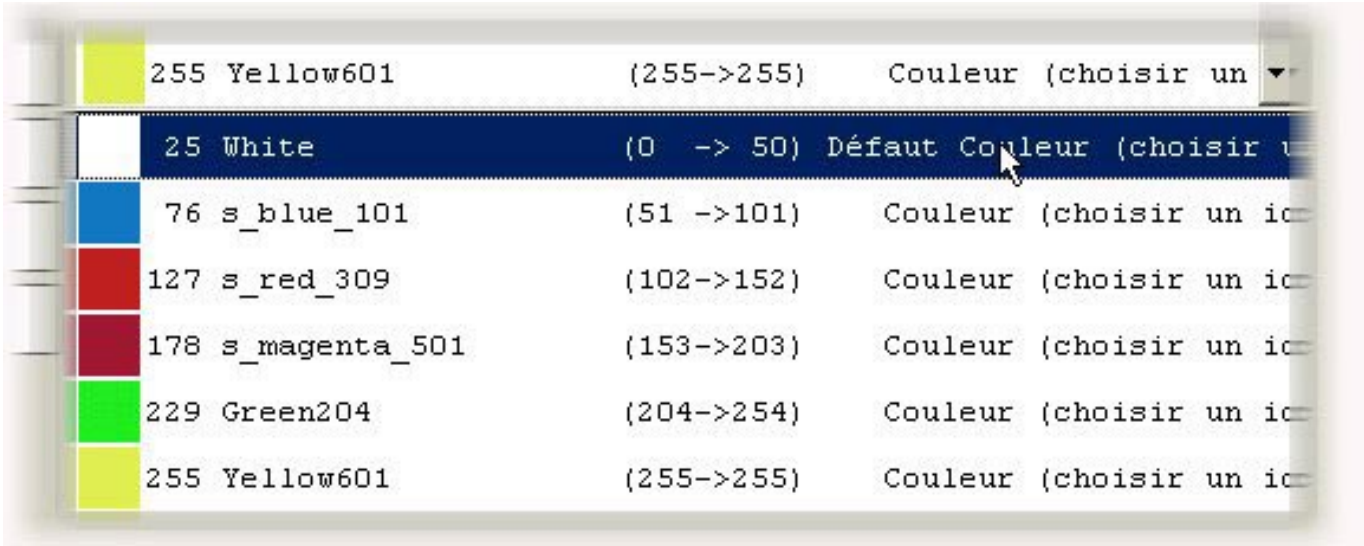 255 Yellow601 (255->255) Couleur (choisir un
25 White (0 -> 50) Défaut Couleur (choisir
76 s_blue_101 (51 ->101) Couleur (choisir un
127 s_red_309 (102->152) Couleur (choisir un
178 s_magenta_501 (153->203) Couleur (choisir un
229 Green204 (204->254) Couleur (choisir un
255 Yellow601 (255->255) Couleur (choisir un